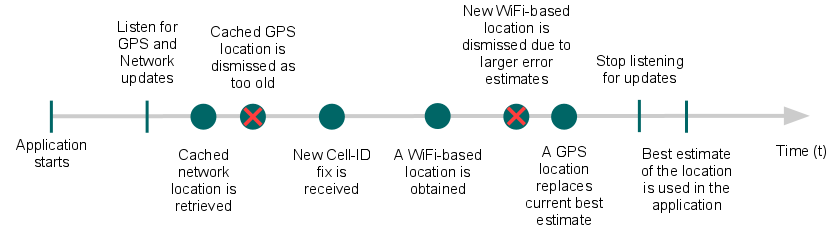 Listen for
GPS and
Network
updates
Cached GPS
location is
dismissed as
too old
New WiFi-based
location is
dismissed due to
larger error
estimates
Stop listening
for updates
Application
starts
Cached
network
location is
retrieved
New Cell-ID
fix is
received
A WiFi-based
location is
obtained
A GPS
location
replaces
current best
estimate
Best estimate
of the location
is used in the
application
Time (t)